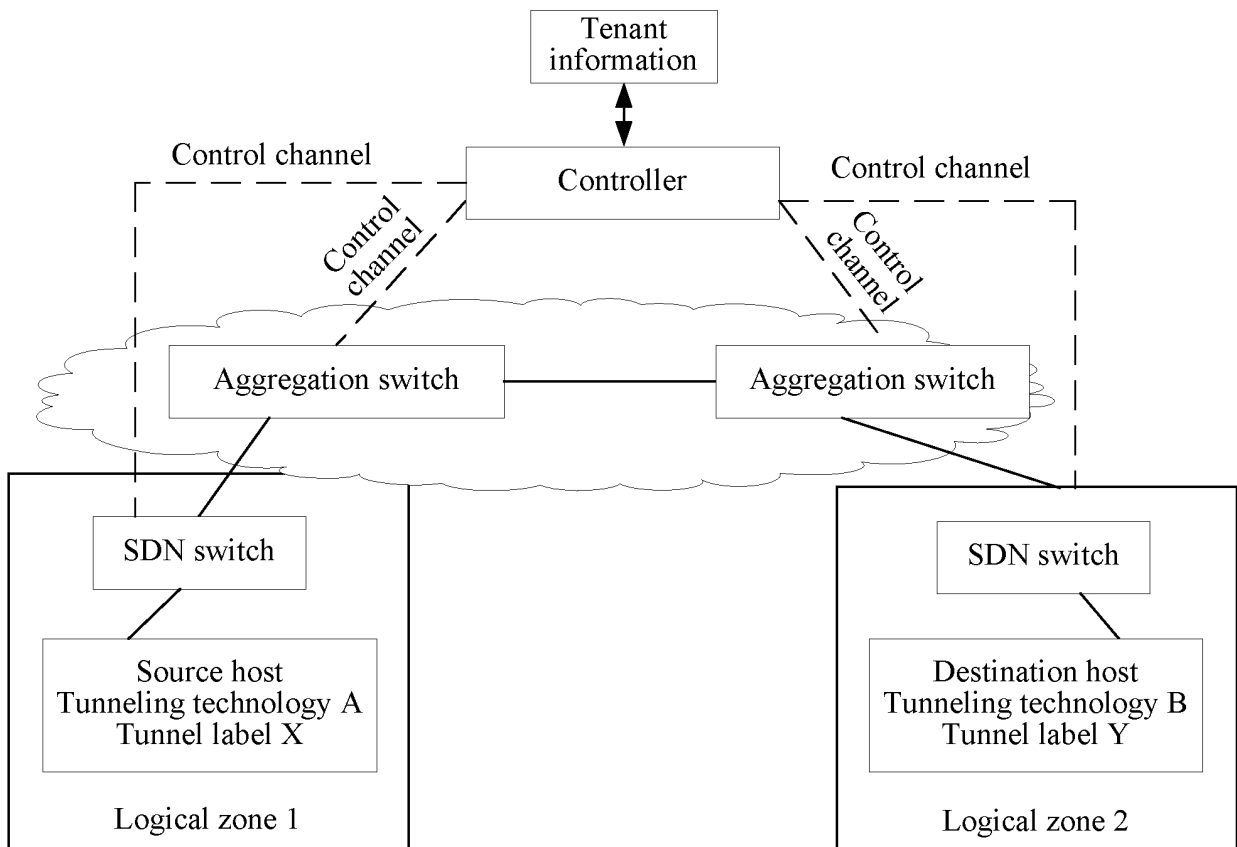 Tenant
information
Control channel
Controller
Control channel
Control
channel
Control
channel
Aggregation switch
Aggregation switch
SDN switch
SDN switch
Source host
Tunneling technology A
Tunnel label X
Destination host
Tunneling technology B
Tunnel label Y
Logical zone 1
Logical zone 2